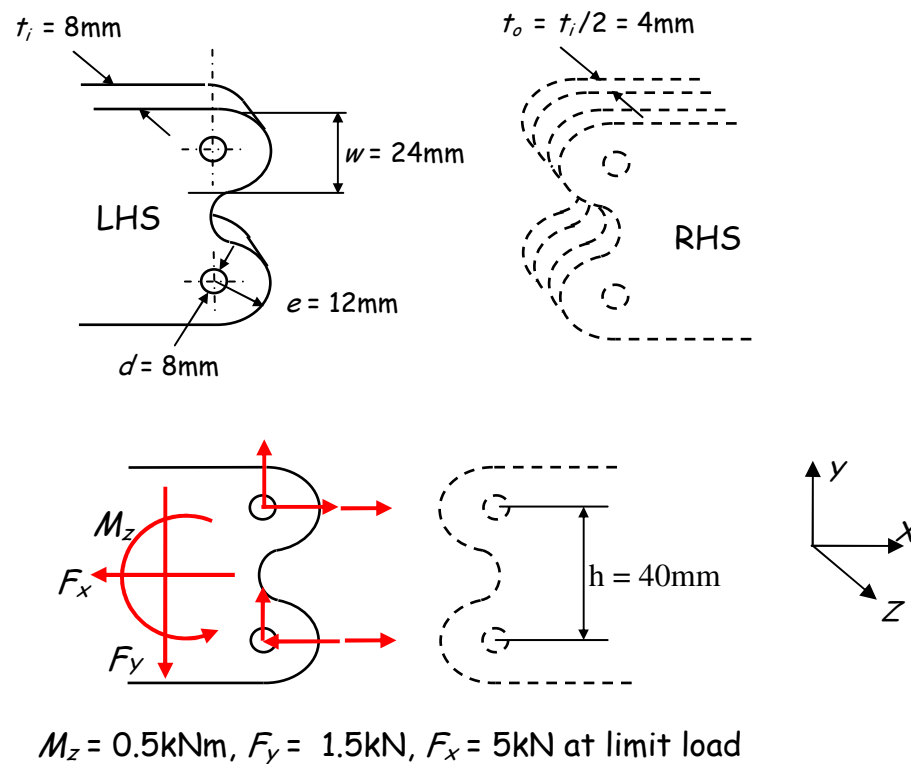 tᵢ = 8mm
tₒ = tᵢ/2 = 4mm
w = 24mm
LHS
RHS
e = 12mm
d = 8mm
M_z
F_x
F_y
h = 40mm
y
x
z
M_z = 0.5kNm, F_y = 1.5kN, F_x = 5kN at limit load